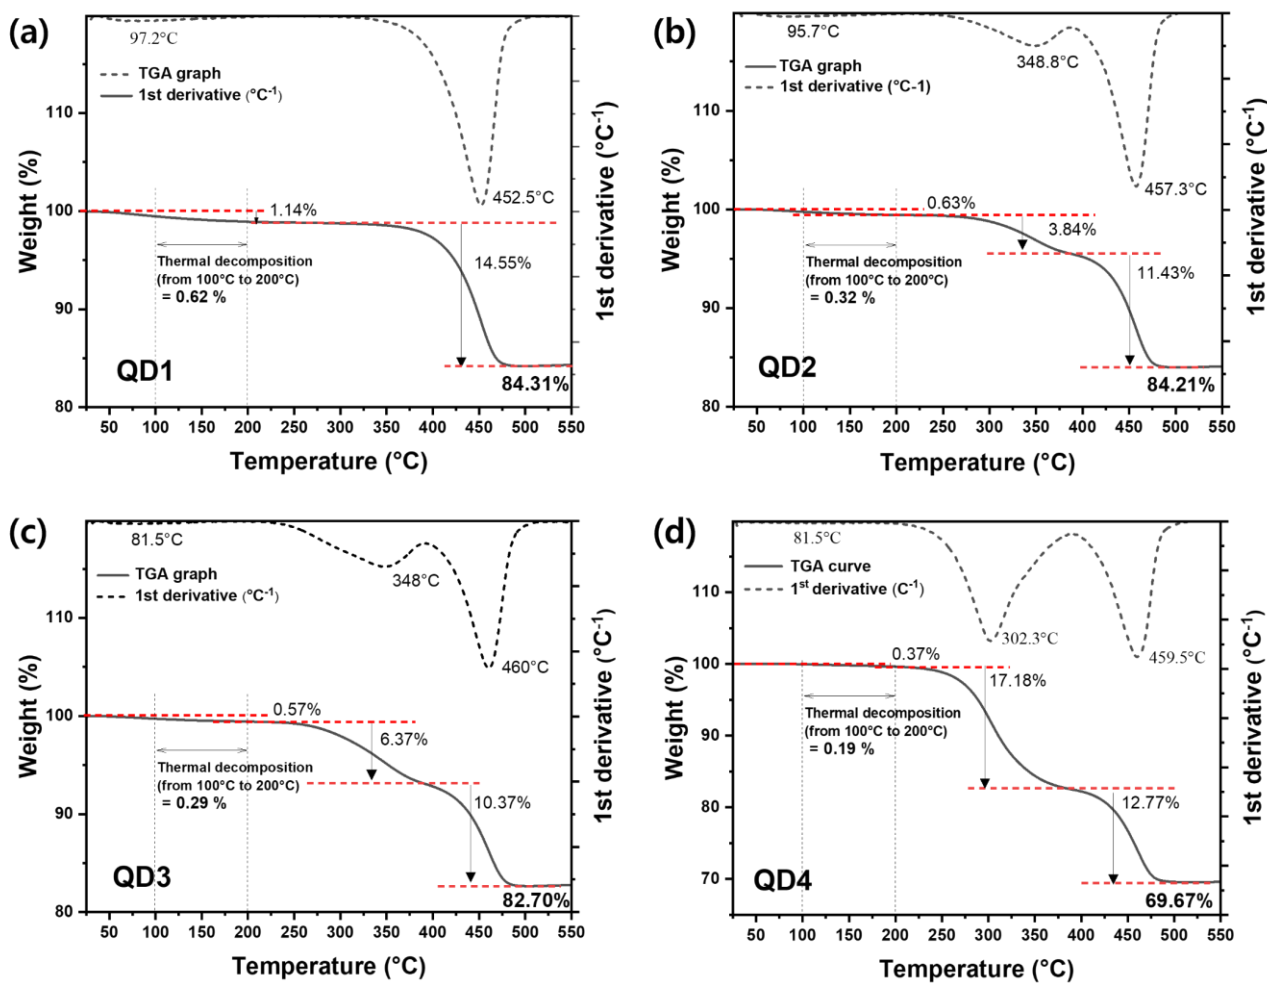 (a)
97.2°C
TGA graph
1st derivative (°C-1)
110
100
90
80
Weight (%)
1st derivative (°C-1)
452.5°C
1.14%
14.55%
Thermal decomposition
(from 100°C to 200°C)
= 0.62 %
QD1
84.31%
50 100 150 200 250 300 350 400 450 500 550
Temperature (°C)
(b)
95.7°C
348.8°C
TGA graph
1st derivative (°C-1)
110
100
90
80
Weight (%)
1st derivative (°C-1)
457.3°C
0.63%
3.84%
11.43%
Thermal decomposition
(from 100°C to 200°C)
= 0.32 %
QD2
84.21%
50 100 150 200 250 300 350 400 450 500 550
Temperature (°C)
(c)
81.5°C
348°C
TGA graph
1st derivative (°C-1)
110
100
90
80
Weight (%)
1st derivative (°C-1)
460°C
0.57%
6.37%
10.37%
Thermal decomposition
(from 100°C to 200°C)
= 0.29 %
QD3
82.70%
50 100 150 200 250 300 350 400 450 500 550
Temperature (°C)
(d)
81.5°C
TGA curve
1st derivative (C-1)
110
100
90
80
70
Weight (%)
1st derivative (°C-1)
302.3°C
459.5°C
0.37%
17.18%
12.77%
Thermal decomposition
(from 100°C to 200°C)
= 0.19 %
QD4
69.67%
50 100 150 200 250 300 350 400 450 500 550
Temperature (°C)